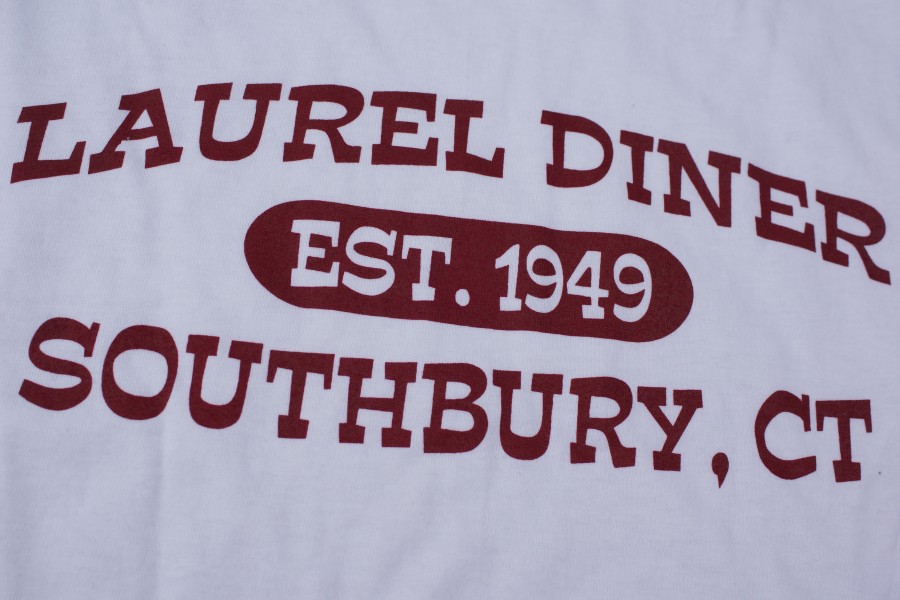 LAUREL DINER
EST. 1949
SOUTHBURY, CT